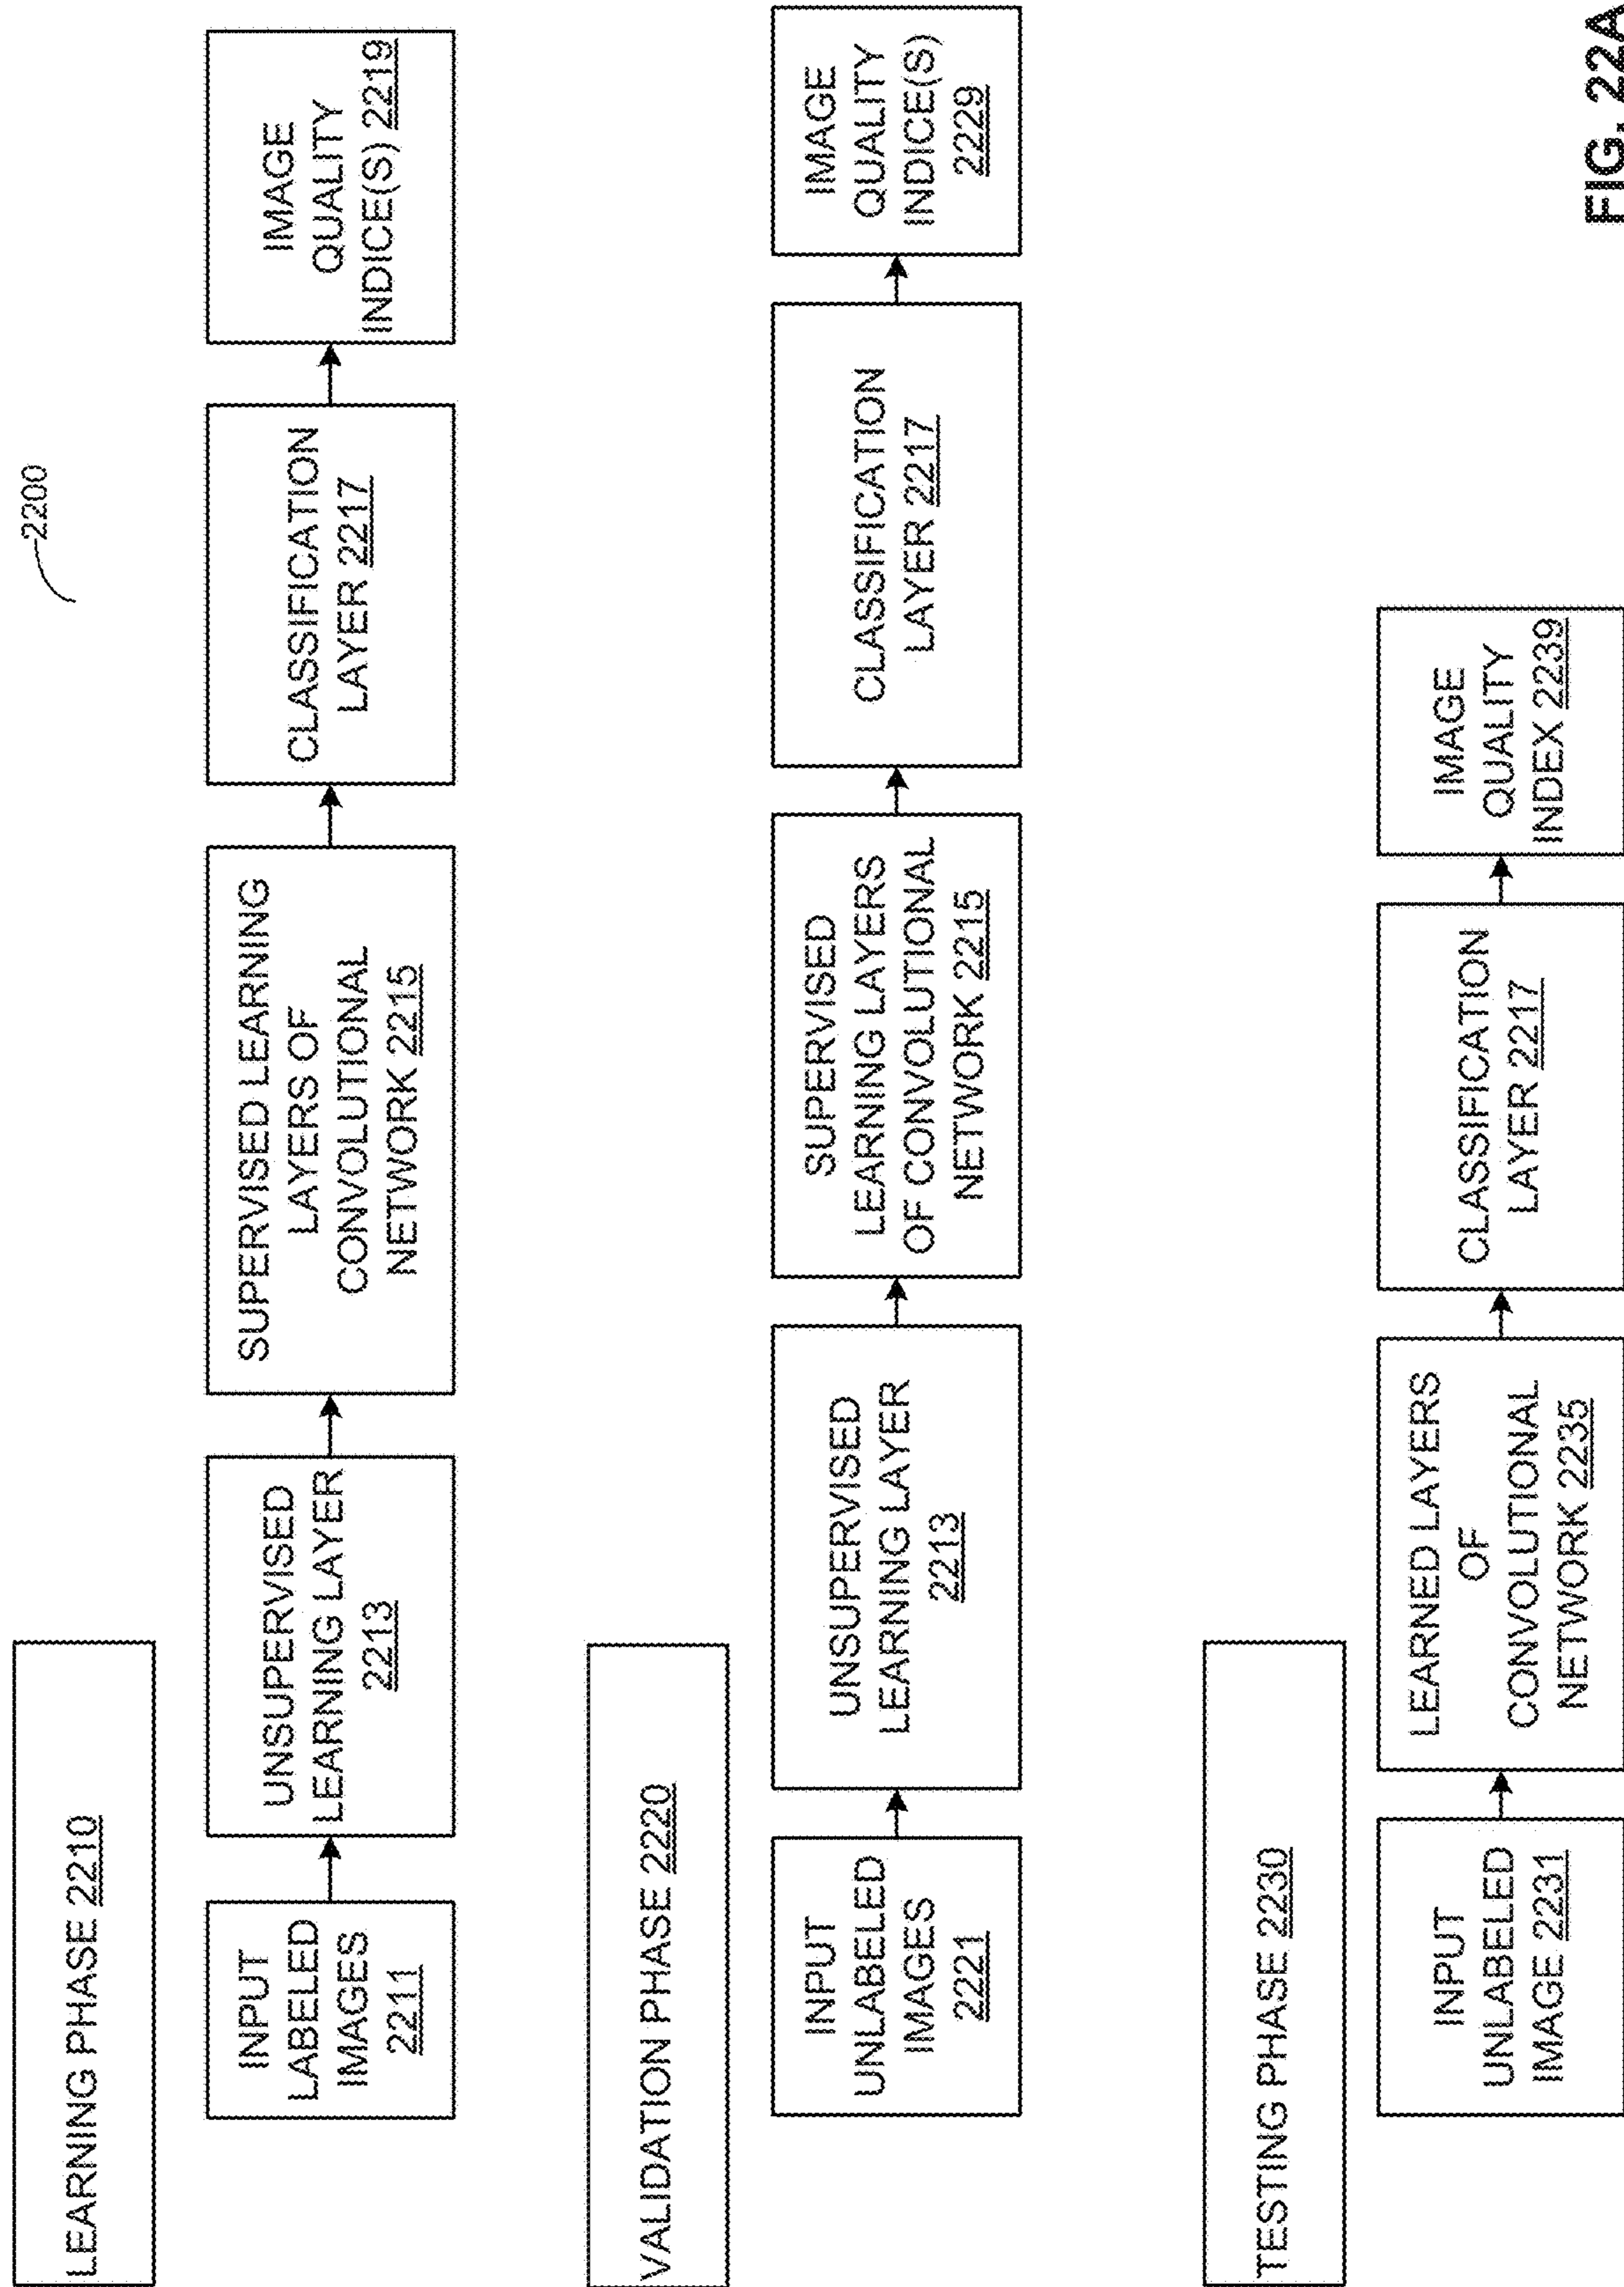 2200
LEARNING PHASE 2210
INPUT
LABELED
IMAGES
2211
UNSUPERVISED
LEARNING LAYER
2213
SUPERVISED LEARNING
LAYERS OF
CONVOLUTIONAL
NETWORK 2215
CLASSIFICATION
LAYER 2217
IMAGE
QUALITY
INDICE(S) 2219
VALIDATION PHASE 2220
INPUT
UNLABELED
IMAGES
2221
UNSUPERVISED
LEARNING LAYER
2213
SUPERVISED
LEARNING LAYERS
OF CONVOLUTIONAL
NETWORK 2215
CLASSIFICATION
LAYER 2217
IMAGE
QUALITY
INDICE(S)
2229
TESTING PHASE 2230
INPUT
UNLABELED
IMAGE 2231
LEARNED LAYERS
OF
CONVOLUTIONAL
NETWORK 2235
CLASSIFICATION
LAYER 2217
IMAGE
QUALITY
INDEX 2239
FIG. 22A